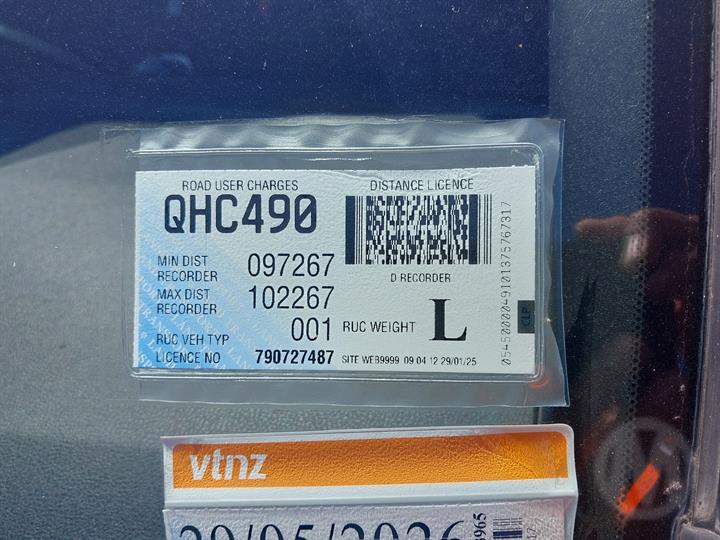 ROAD USER CHARGES DISTANCE LICENCE
QHC490
MIN DIST RECORDER 097267
D RECORDER
MAX DIST RECORDER 102267
RUC VEH TYP 001 RUC WEIGHT L
LICENCE NO 790727487 SITE WEB9999 09 04 12 29/01/25
CLP
vtnz